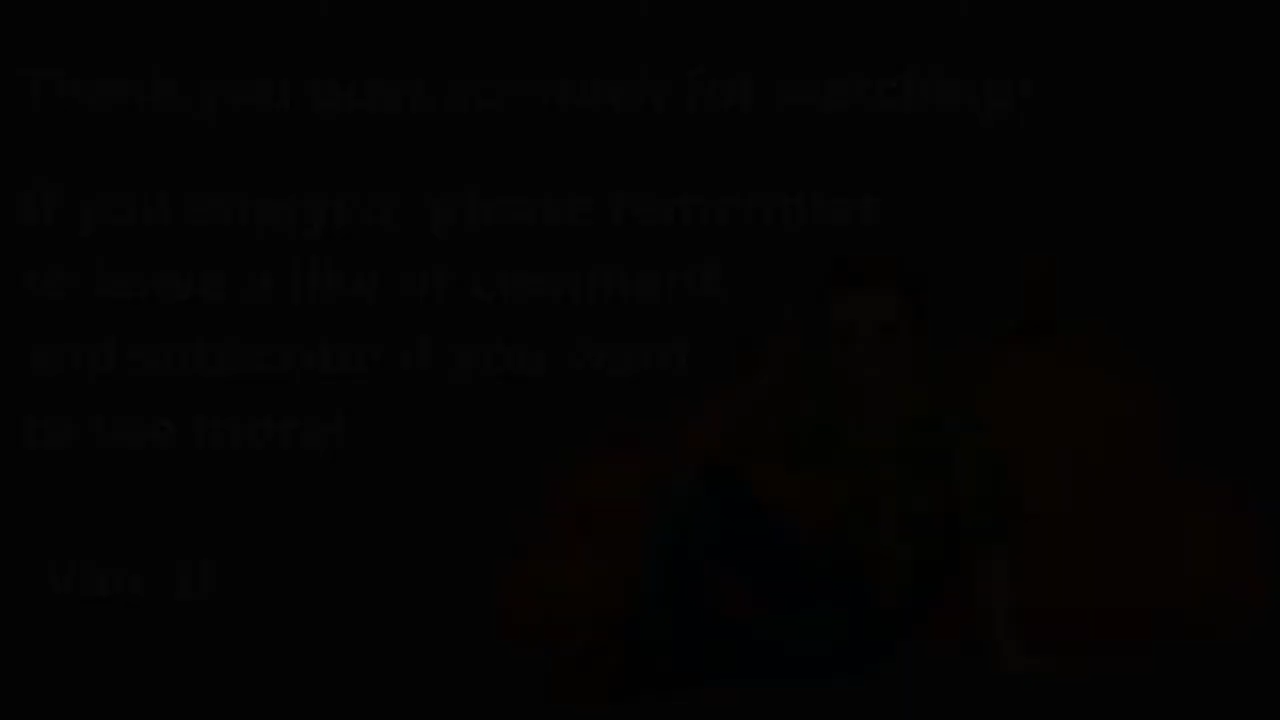 Thank you guys so much for watching!
If you enjoyed, please remember
to leave a like or comment
and subscribe if you want
to see more!